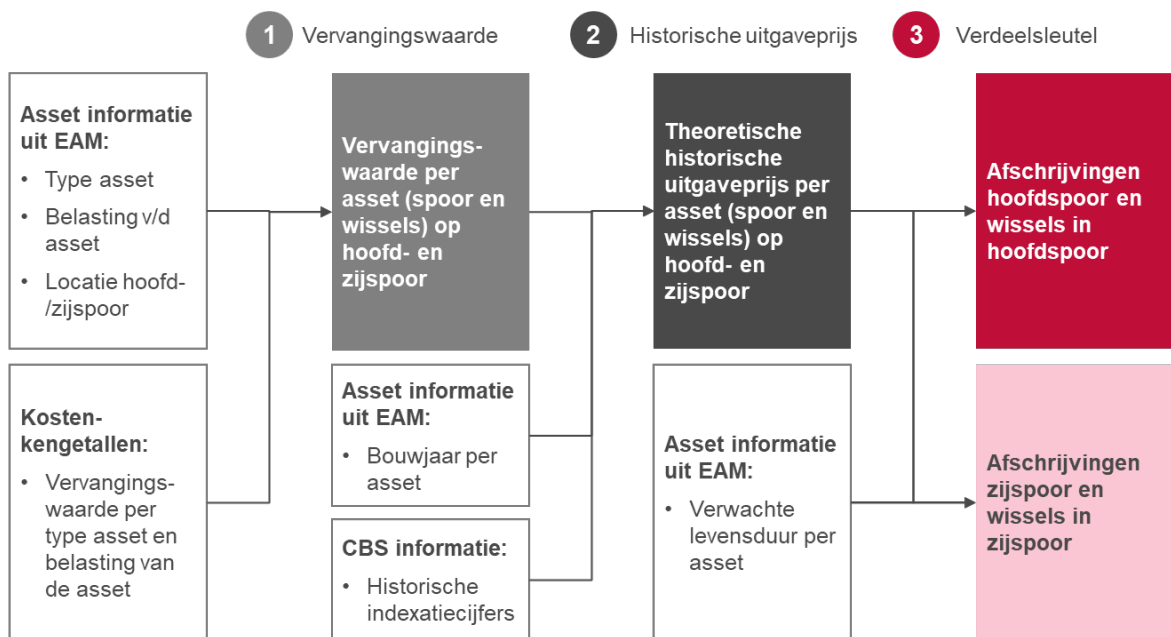 1 Vervangingswaarde
2 Historische uitgaveprijs
3 Verdeelsleutel
Asset informatie
uit EAM:
• Type asset
• Belasting v/d
asset
• Locatie hoofd-
/zijspoor
Kosten-
kengetallen:
• Vervangings-
waarde per
type asset en
belasting van
de asset
Vervangings-
waarde per
asset (spoor en
wissels) op
hoofd- en
zijspoor
Asset informatie
uit EAM:
• Bouwjaar per
asset
CBS informatie:
• Historische
indexatiecijfers
Theoretische
historische
uitgaveprijs per
asset (spoor en
wissels) op
hoofd- en
zijspoor
Asset informatie
uit EAM:
• Verwachte
levensduur per
asset
Afschrijvingen
hoofdspoor en
wissels in
hoofdspoor
Afschrijvingen
zijspoor en
wissels in
zijspoor